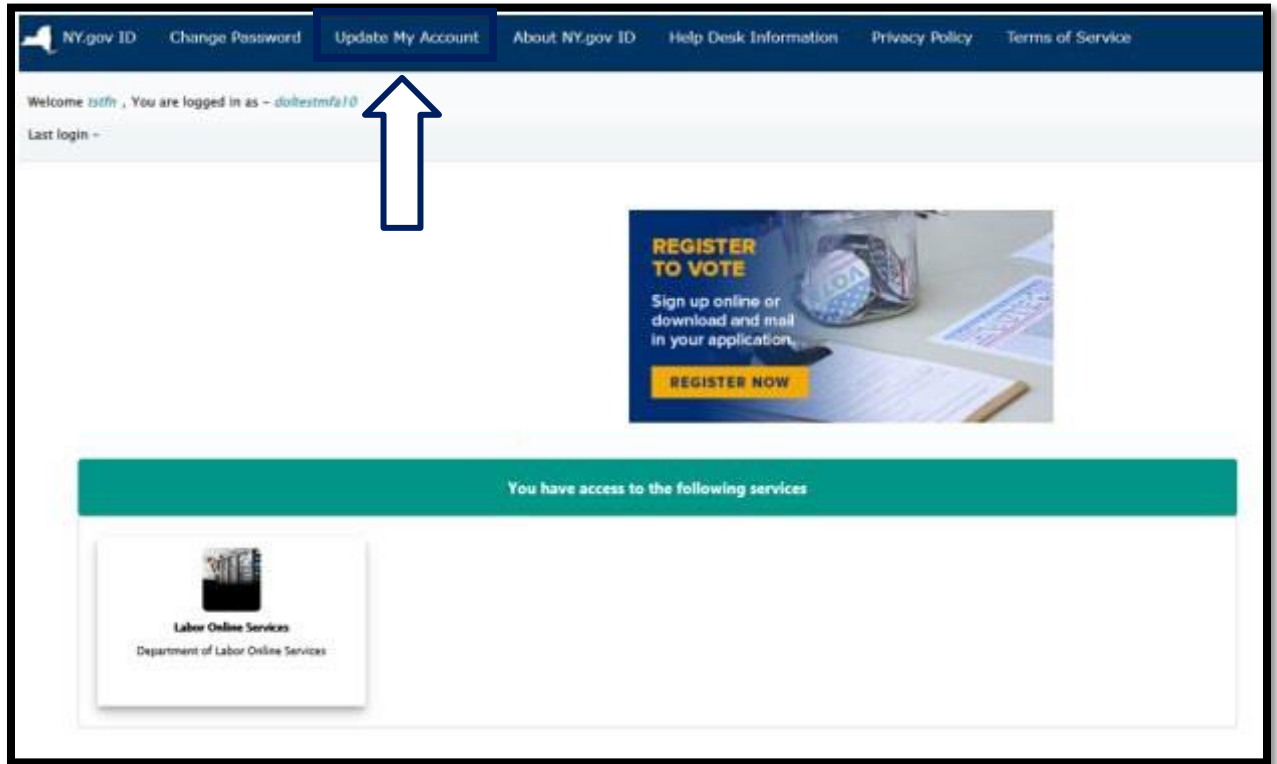 NY.gov ID Change Password Update My Account About NY.gov ID Help Desk Information Privacy Policy Terms of Service
Welcome tstfn , You are logged in as - doltestmfa10
Last login -
REGISTER
TO VOTE
Sign up online or
download and mail
in your application.
REGISTER NOW
VOTE
You have access to the following services
Labor Online Services
Department of Labor Online Services